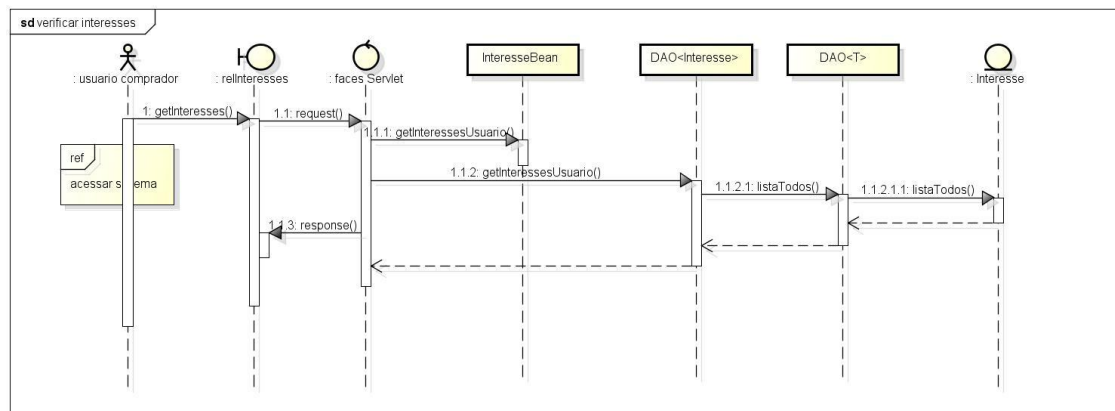 sd verificar interesses
: usuario comprador
: relInteresses
: faces Servlet
InteresseBean
DAO<Interesse>
DAO<T>
: Interesse
1: getInteresses()
1.1: request()
1.1.1: getInteressesUsuario()
ref
acessar sistema
1.1.2: getInteressesUsuario()
1.1.2.1: listaTodos()
1.1.2.1.1: listaTodos()
1.1.3: response()